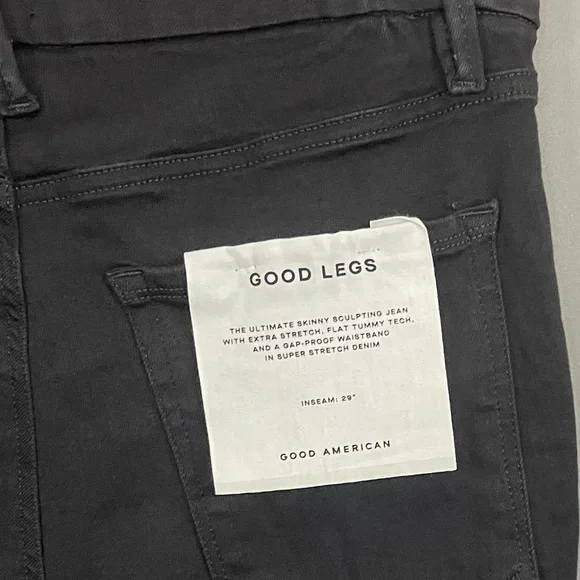 GOOD LEGS
THE ULTIMATE SKINNY SCULPTING JEAN
WITH EXTRA STRETCH, FLAT TUMMY TECH,
AND A GAP-PROOF WAISTBAND
IN SUPER STRETCH DENIM
INSEAM: 29"
GOOD AMERICAN